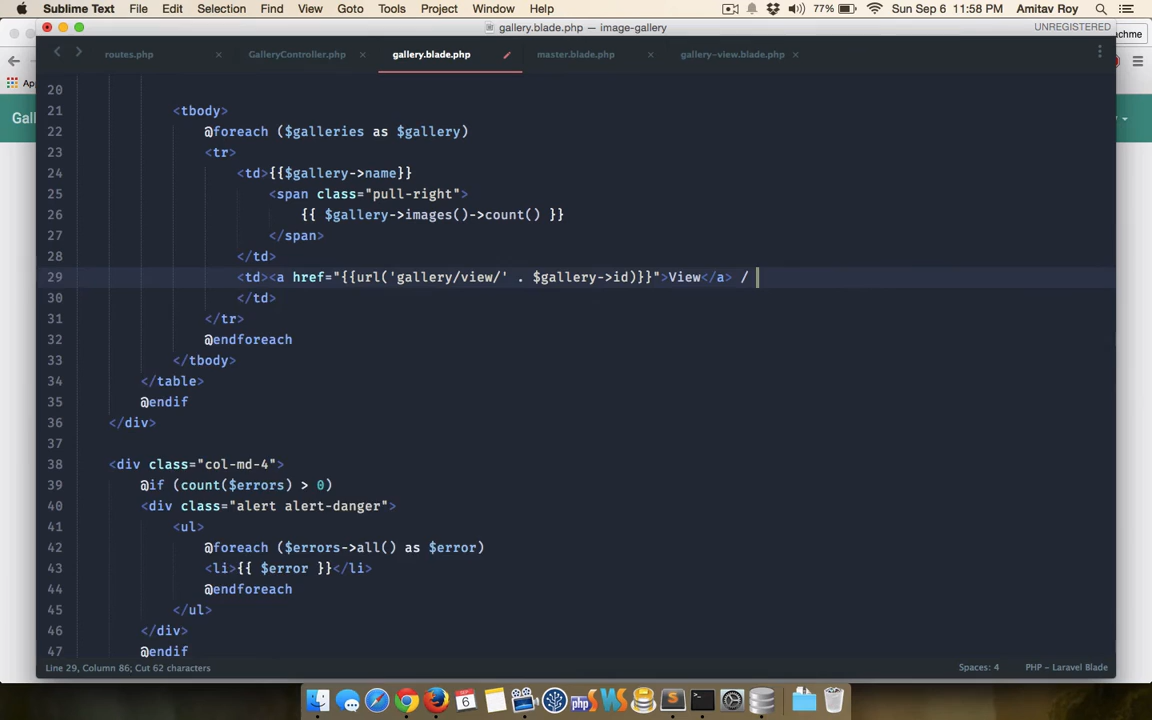 Sublime Text File Edit Selection Find View Goto Tools Project Window Help 77% Sun Sep 6 11:58 PM Amitav Roy
gallery.blade.php — image-gallery UNREGISTERED
routes.php GalleryController.php gallery.blade.php master.blade.php gallery-view.blade.php
Gal
20
21 <tbody>
22 @foreach ($galleries as $gallery)
23 <tr>
24 <td>{{$gallery->name}}
25 <span class="pull-right">
26 {{ $gallery->images()->count() }}
27 </span>
28 </td>
29 <td><a href="{{url('gallery/view/' . $gallery->id)}}">View</a> /
30 </td>
31 </tr>
32 @endforeach
33 </tbody>
34 </table>
35 @endif
36 </div>
37
38 <div class="col-md-4">
39 @if (count($errors) > 0)
40 <div class="alert alert-danger">
41 <ul>
42 @foreach ($errors->all() as $error)
43 <li>{{ $error }}</li>
44 @endforeach
45 </ul>
46 </div>
47 @endif
Line 29, Column 86; Cut 62 characters Spaces: 4 PHP – Laravel Blade